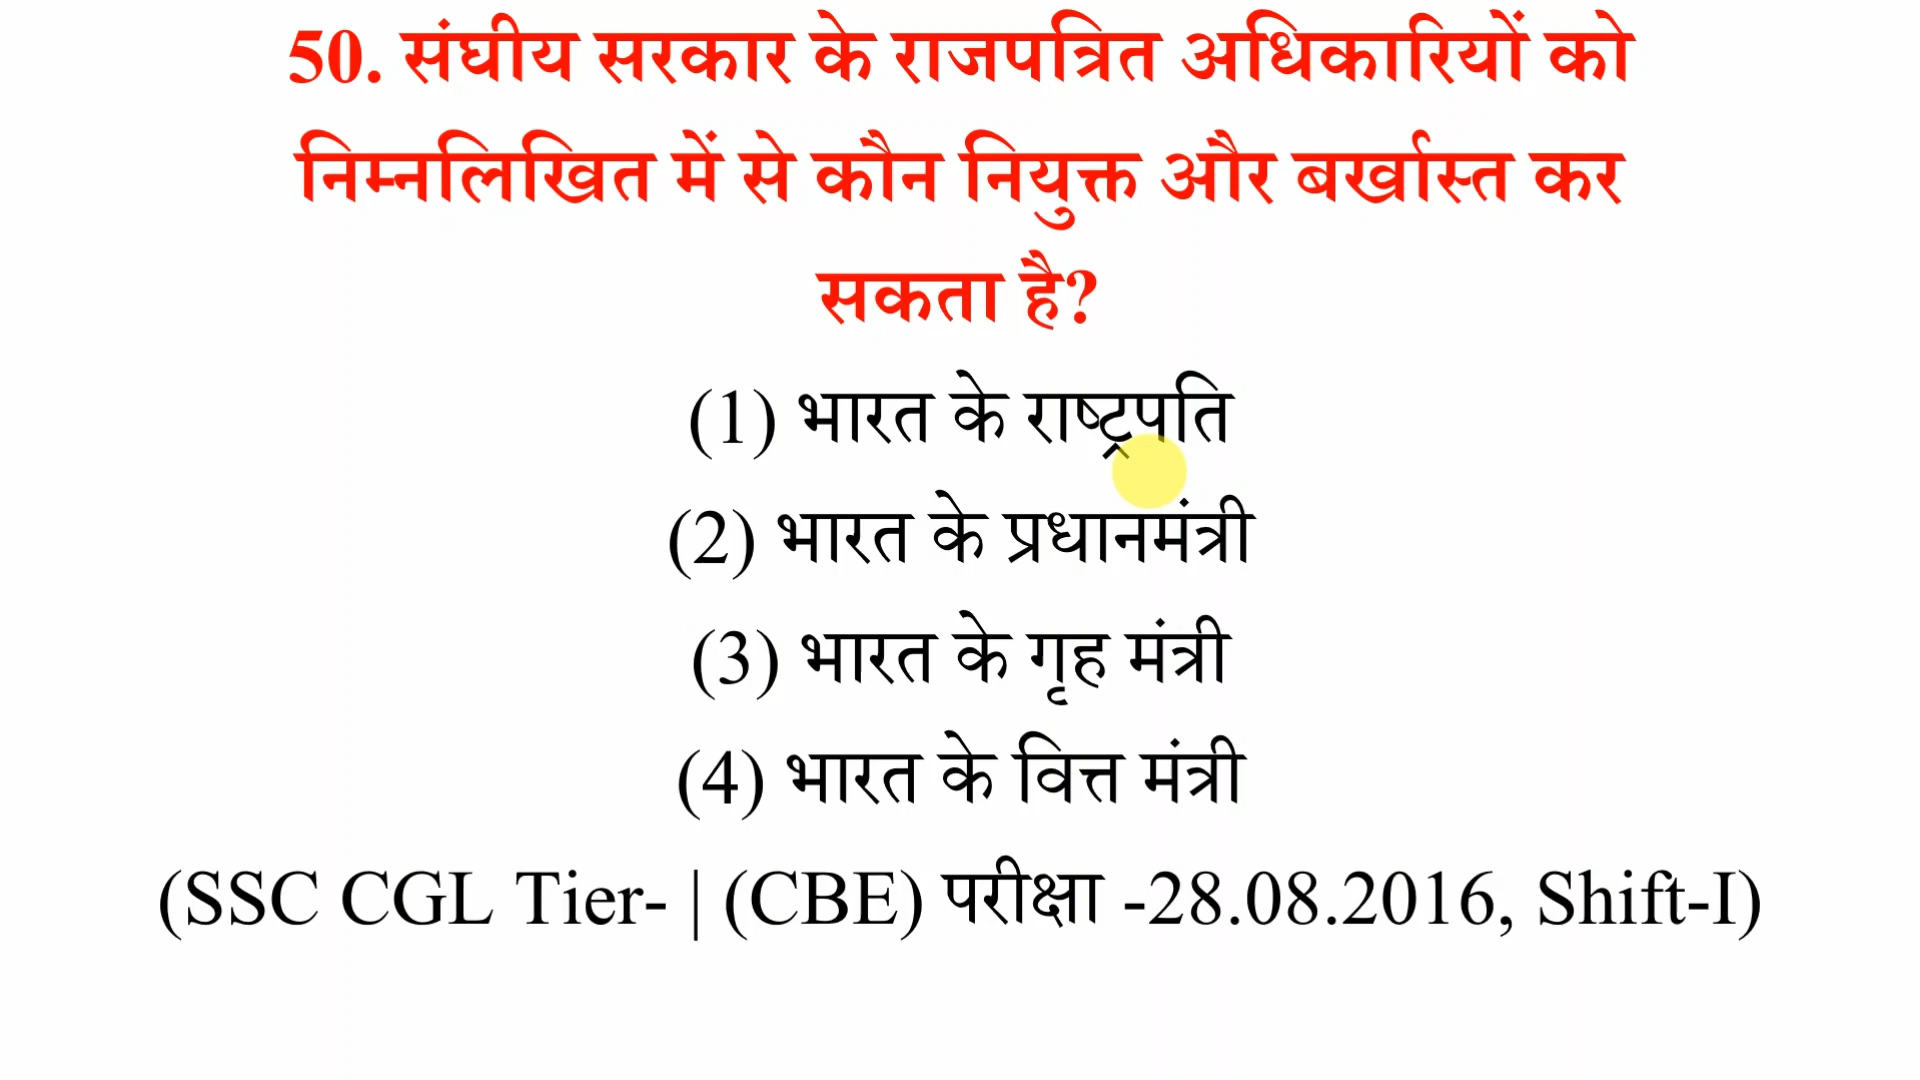 50. संघीय सरकार के राजपत्रित अधिकारियों को
निम्नलिखित में से कौन नियुक्त और बर्खास्त कर
सकता है?
(1) भारत के राष्ट्रपति
(2) भारत के प्रधानमंत्री
(3) भारत के गृह मंत्री
(4) भारत के वित्त मंत्री
(SSC CGL Tier- | (CBE) परीक्षा -28.08.2016, Shift-I)